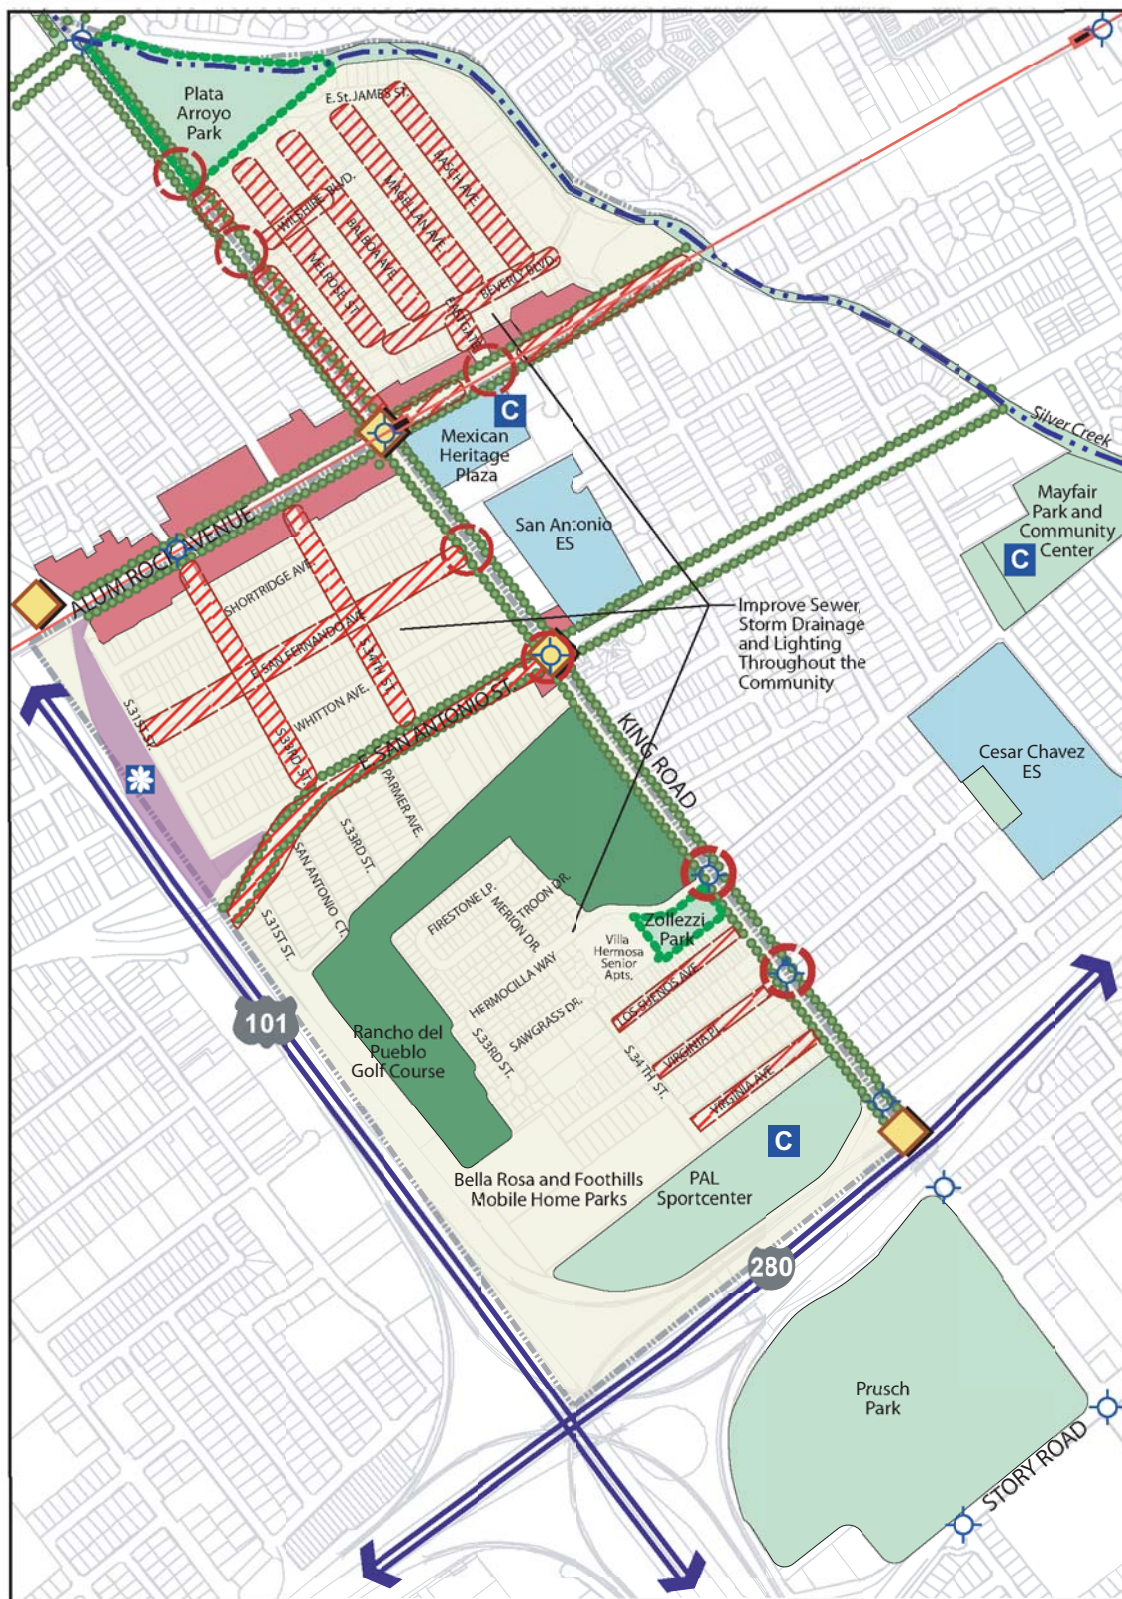 Plata
Arroyo
Park
E. St. JAMES ST.
BASCH AVE.
MAGELLAN AVE.
WILSHIRE BLVD.
BALBOA AVE.
MELROSE ST.
BEVERLY BLVD.
EASTGATE
C
Mexican
Heritage
Plaza
Silver Creek
Mayfair
Park and
Community
Center
C
San Antonio
ES
ALUM ROCK AVENUE
SHORTRIDGE AVE.
E. SAN FERNANDO AVE.
S.34TH ST.
WHITTON AVE.
S.31ST ST.
S.33RD ST.
E. SAN ANTONIO ST.
Improve Sewer,
Storm Drainage
and Lighting
Throughout the
Community
KING ROAD
Cesar Chavez
ES
PARMER AVE.
S.33RD ST.
SAN ANTONIO CT.
S.31ST ST.
FIRESTONE LP.
MERION DR.
TROON DR.
Zollezzi
Park
Villa
Hermosa
Senior
Apts.
HERMOCILLA WAY
SAWGRASS DR.
S.33RD ST.
LOS SUENOS AVE.
VIRGINIA PL.
S.34TH ST.
VIRGINIA AVE.
101
Rancho del
Pueblo
Golf Course
C
Bella Rosa and Foothills
Mobile Home Parks
PAL
Sportcenter
280
Prusch
Park
STORY ROAD